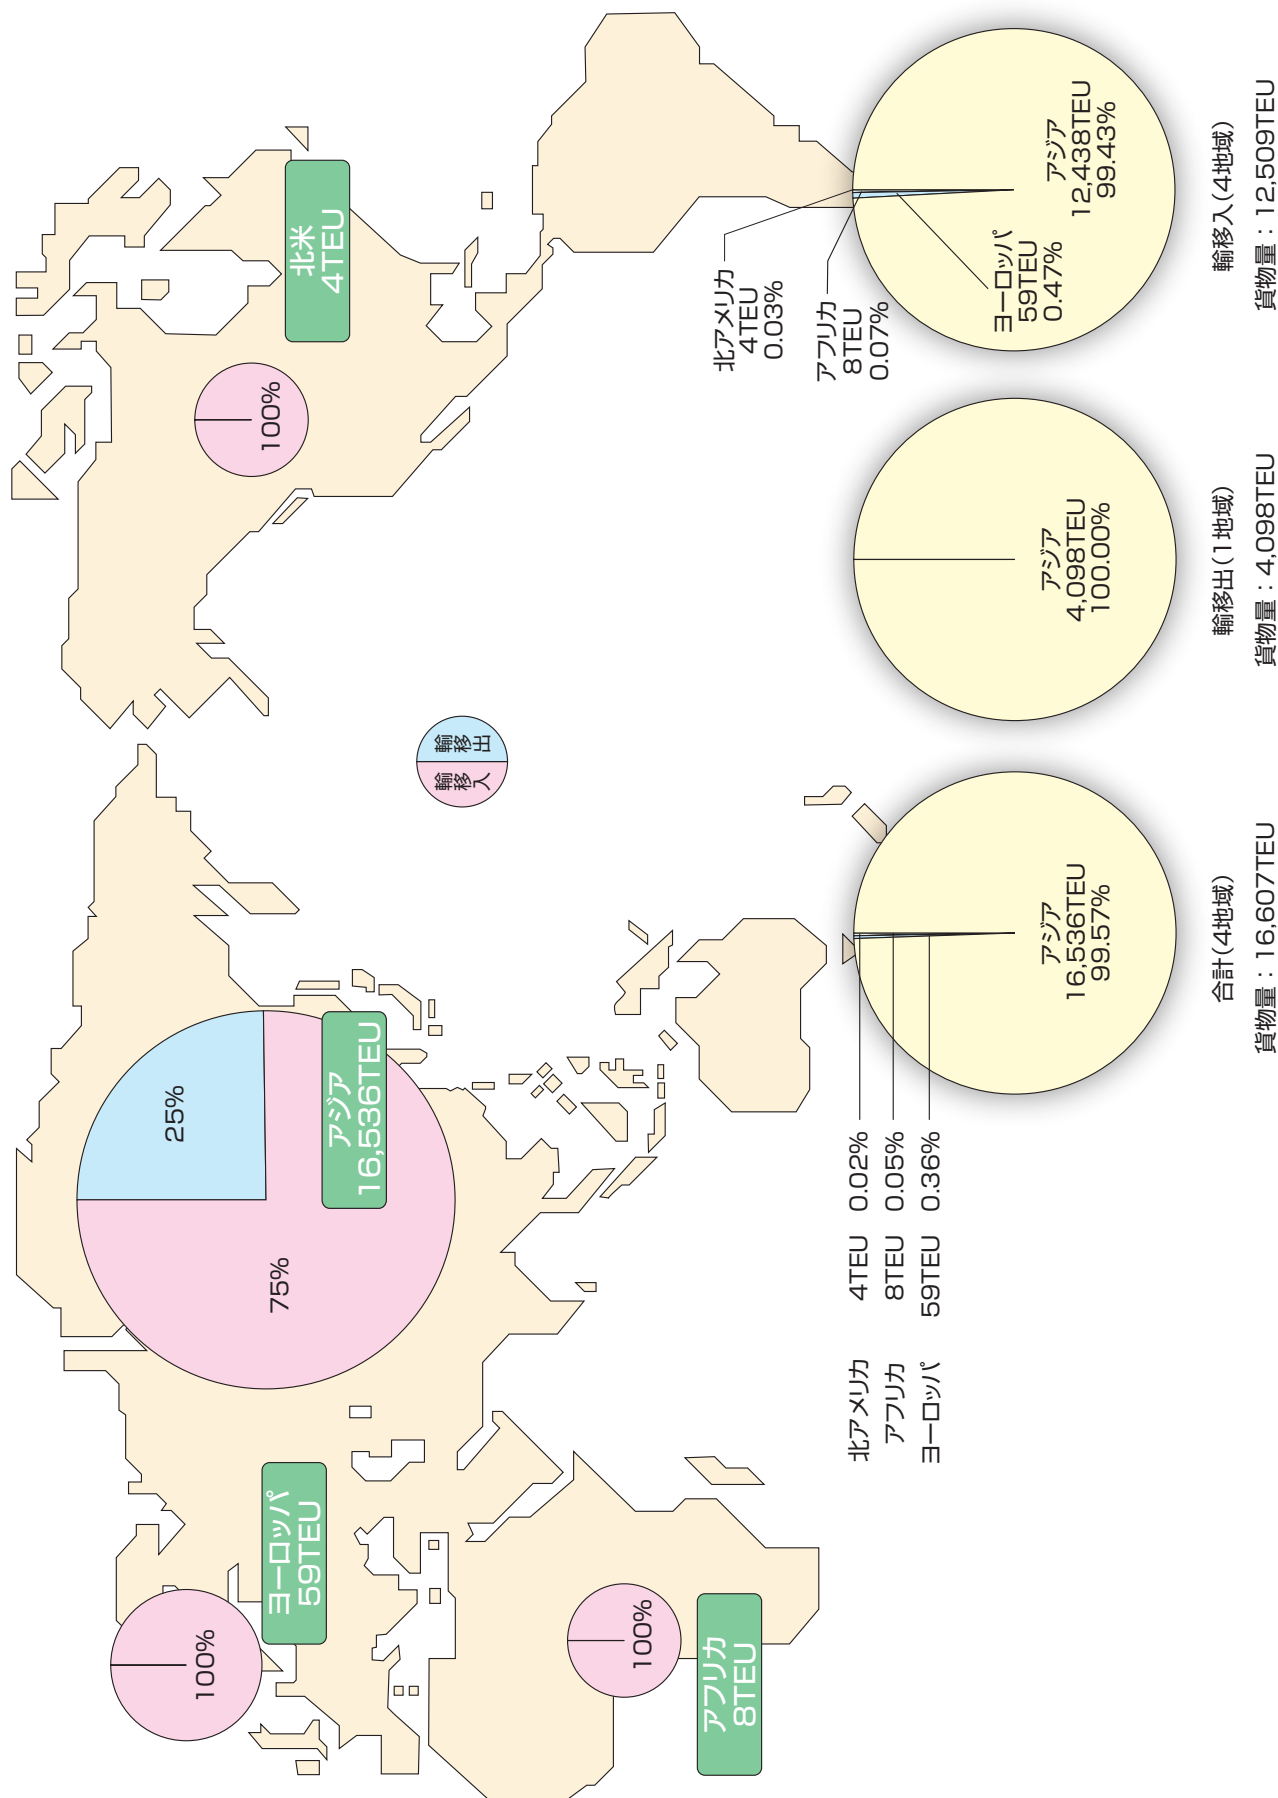 ヨーロッパ
59TEU
100%
アフリカ
8TEU
100%
アジア
16,536TEU
25%
75%
北米
4TEU
100%
輸移入
輸移出
北アメリカ 4TEU 0.02%
アフリカ 8TEU 0.05%
ヨーロッパ 59TEU 0.36%
アジア
16,536TEU
99.57%
合計(4地域)
貨物量：16,607TEU
アジア
4,098TEU
100.00%
輸移出(1地域)
貨物量：4,098TEU
北アメリカ
4TEU
0.03%
アフリカ
8TEU
0.07%
ヨーロッパ
59TEU
0.47%
アジア
12,438TEU
99.43%
輸移入(4地域)
貨物量：12,509TEU